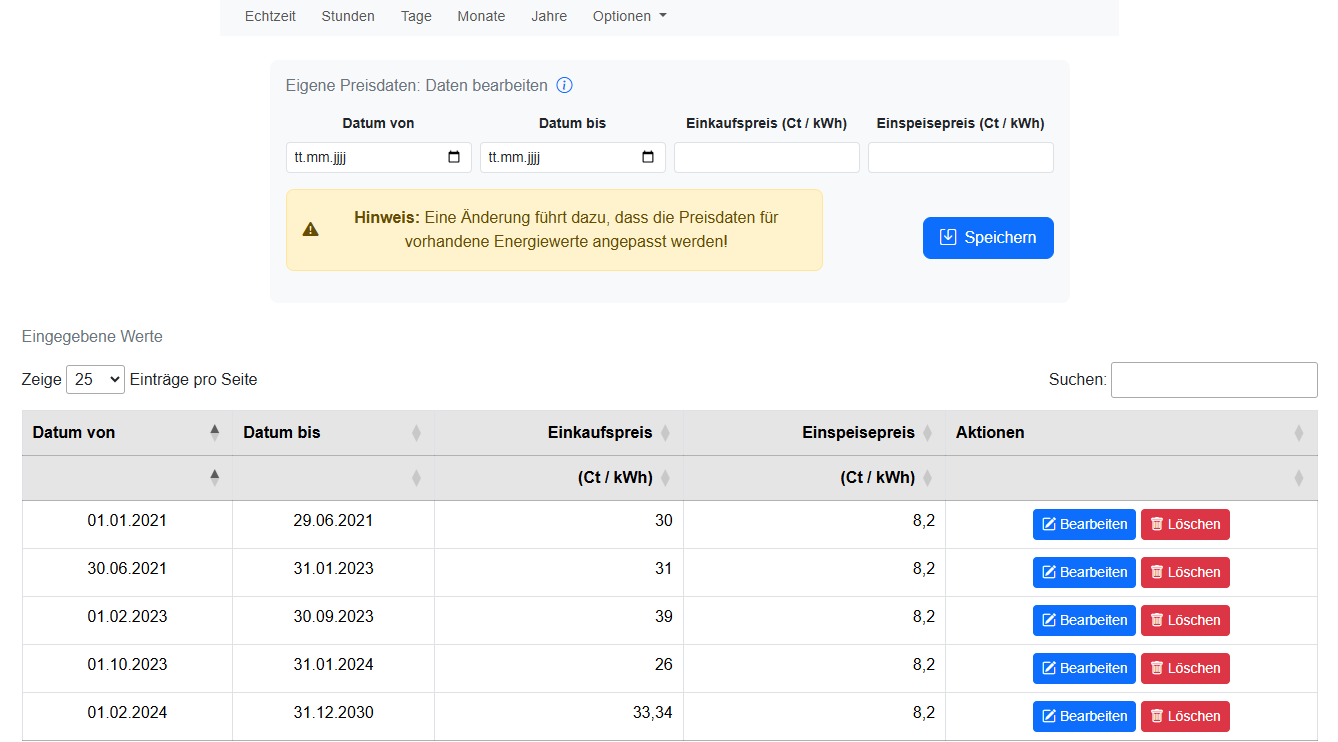 Echtzeit Stunden Tage Monate Jahre Optionen
Eigene Preisdaten: Daten bearbeiten
Datum von Datum bis Einkaufspreis (Ct / kWh) Einspeisepreis (Ct / kWh)
tt.mm.jjjj tt.mm.jjjj
Hinweis: Eine Änderung führt dazu, dass die Preisdaten für
vorhandene Energiewerte angepasst werden!
Speichern
Eingegebene Werte
Zeige 25 Einträge pro Seite Suchen:
Datum von Datum bis Einkaufspreis Einspeisepreis Aktionen
(Ct / kWh) (Ct / kWh)
01.01.2021 29.06.2021 30 8,2 Bearbeiten Löschen
30.06.2021 31.01.2023 31 8,2 Bearbeiten Löschen
01.02.2023 30.09.2023 39 8,2 Bearbeiten Löschen
01.10.2023 31.01.2024 26 8,2 Bearbeiten Löschen
01.02.2024 31.12.2030 33,34 8,2 Bearbeiten Löschen